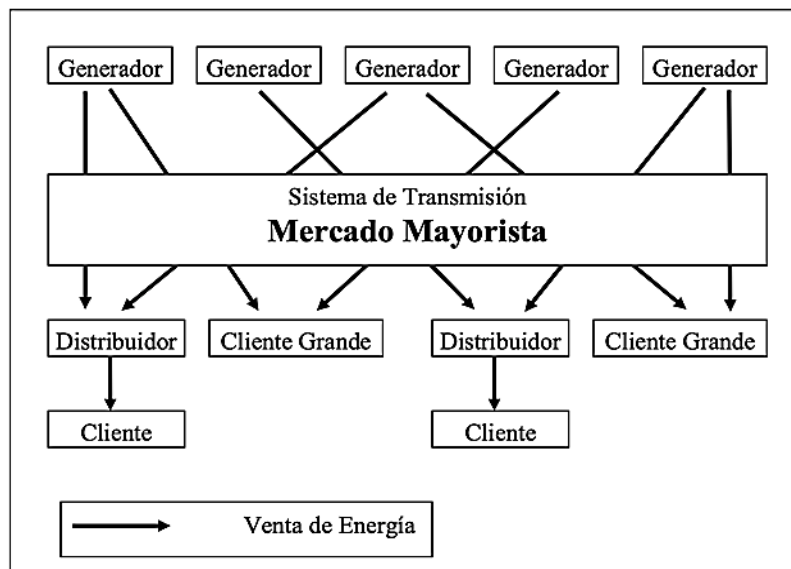 Generador
Generador
Generador
Generador
Generador
Sistema de Transmisión
Mercado Mayorista
Distribuidor
Cliente Grande
Distribuidor
Cliente Grande
Cliente
Cliente
Venta de Energía